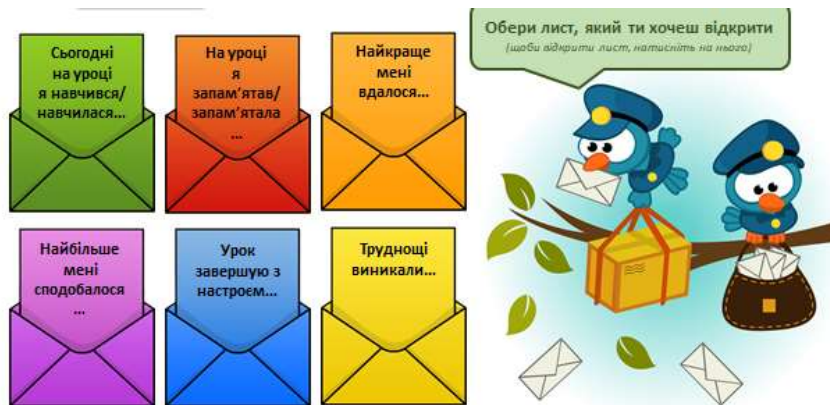 Сьогодні
на уроці
я навчився/
навчилася...
На уроці
я
запам'ятав/
запам'ятала
...
Найкраще
мені
вдалося...
Обери лист, який ти хочеш відкрити
(щоби відкрити лист, натисніть на нього)
Найбільше
мені
сподобалося
...
Урок
завершую з
настроєм...
Труднощі
виникали...